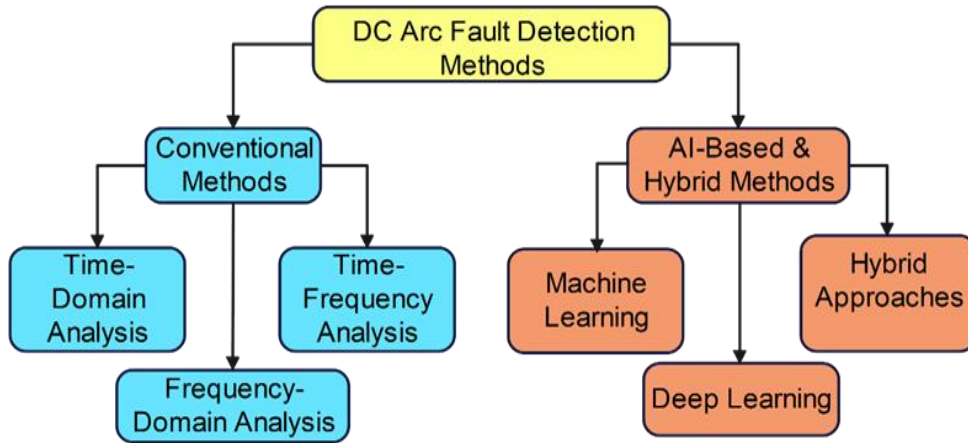 DC Arc Fault Detection
Methods
Conventional
Methods
AI-Based &
Hybrid Methods
Time-
Domain
Analysis
Time-
Frequency
Analysis
Machine
Learning
Hybrid
Approaches
Frequency-
Domain Analysis
Deep Learning